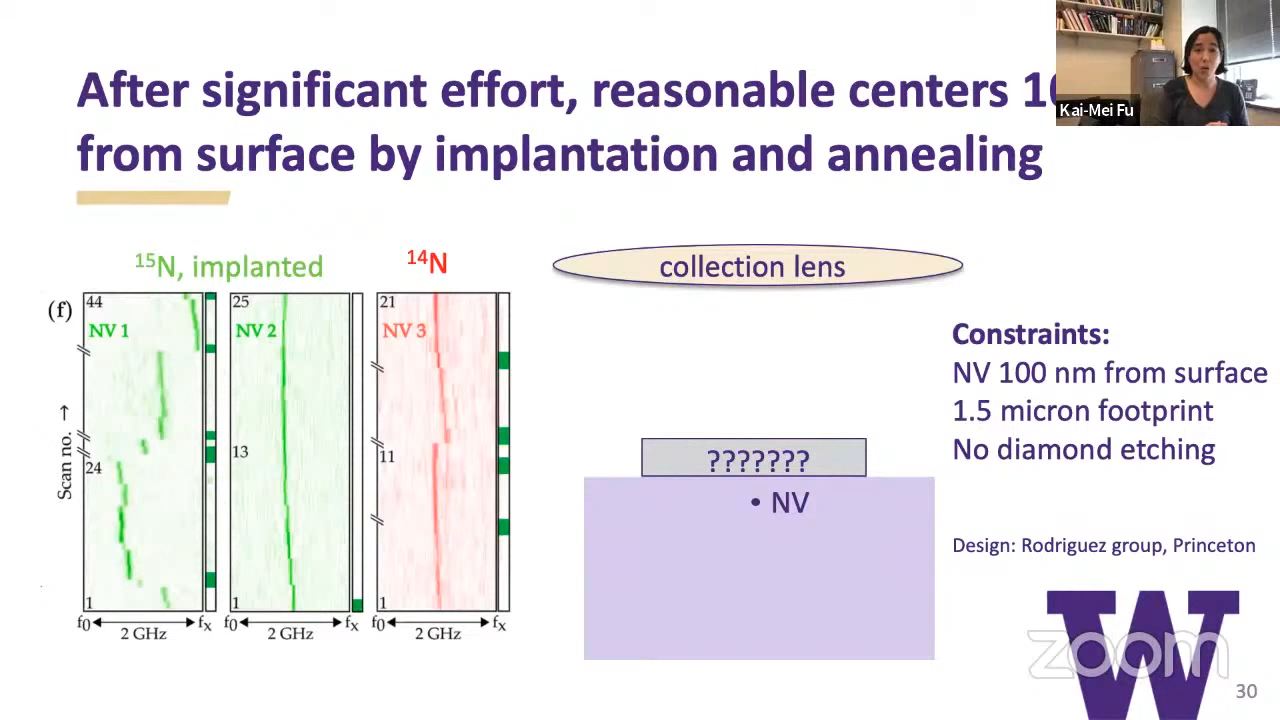 After significant effort, reasonable centers
from surface by implantation and annealing
Kai-Mei Fu
15N, implanted
14N
collection lens
(f)
44
NV 1
24
1
25
NV 2
13
1
21
NV 3
11
1
Scan no. →
f0 2 GHz fx
f0 2 GHz fx
f0 2 GHz fx
???????
• NV
Constraints:
NV 100 nm from surface
1.5 micron footprint
No diamond etching
Design: Rodriguez group, Princeton
W
zoom
30